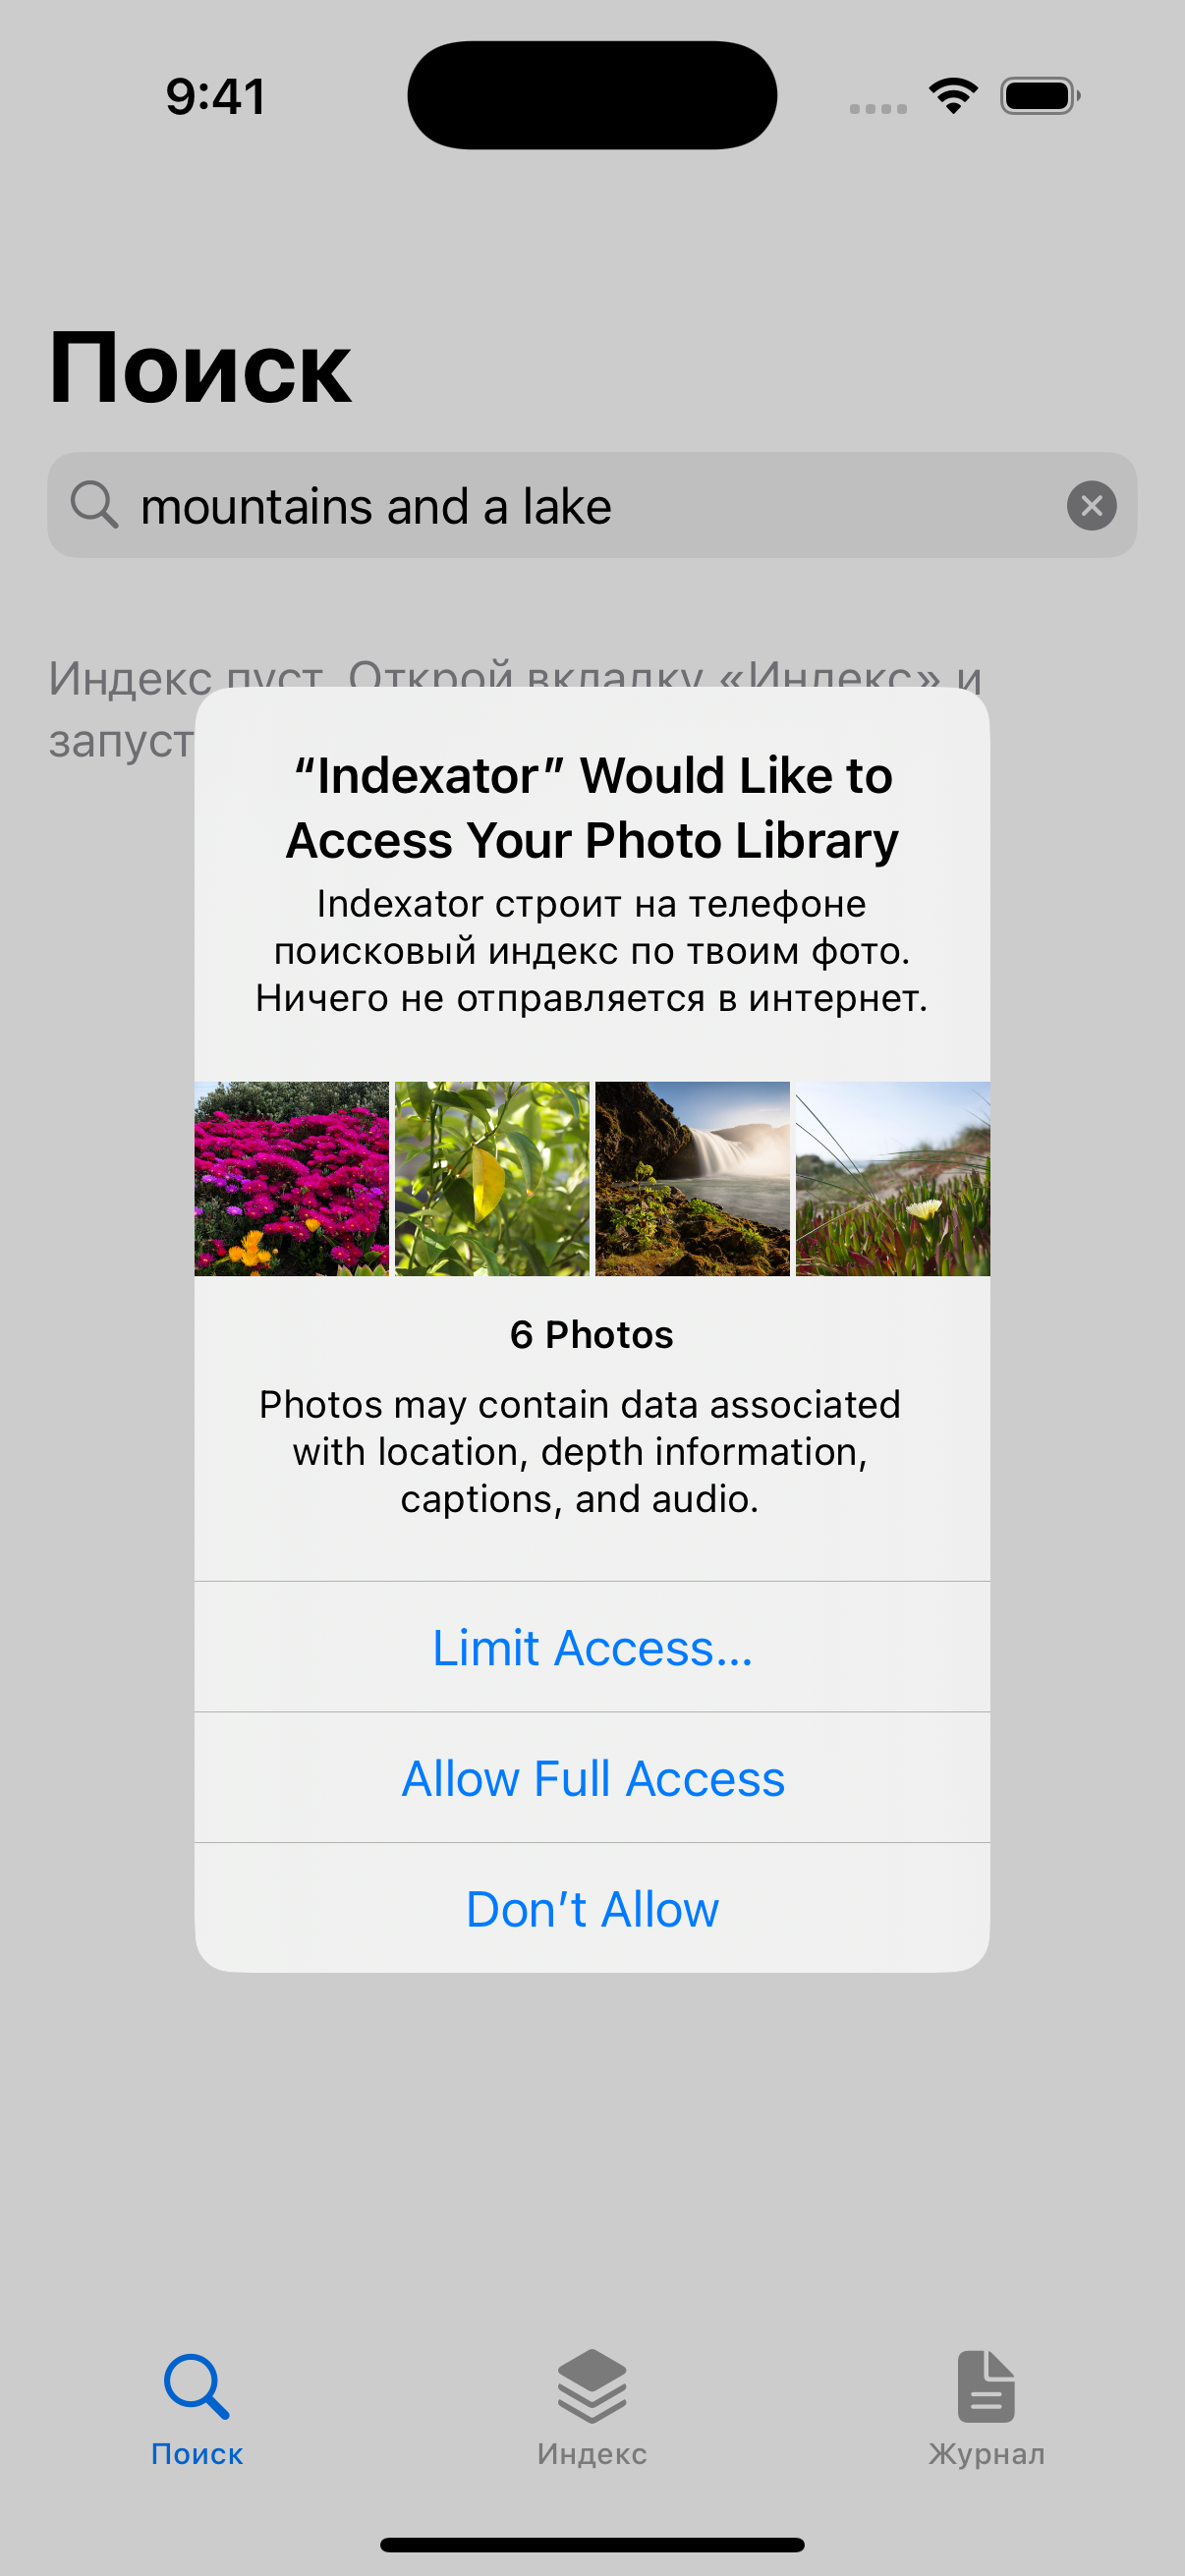 9:41
Поиск
mountains and a lake
Индекс пуст. Открой вкладку «Индекс» и
запуст
“Indexator” Would Like to
Access Your Photo Library
Indexator строит на телефоне
поисковый индекс по твоим фото.
Ничего не отправляется в интернет.
6 Photos
Photos may contain data associated
with location, depth information,
captions, and audio.
Limit Access...
Allow Full Access
Don’t Allow
Поиск
Индекс
Журнал